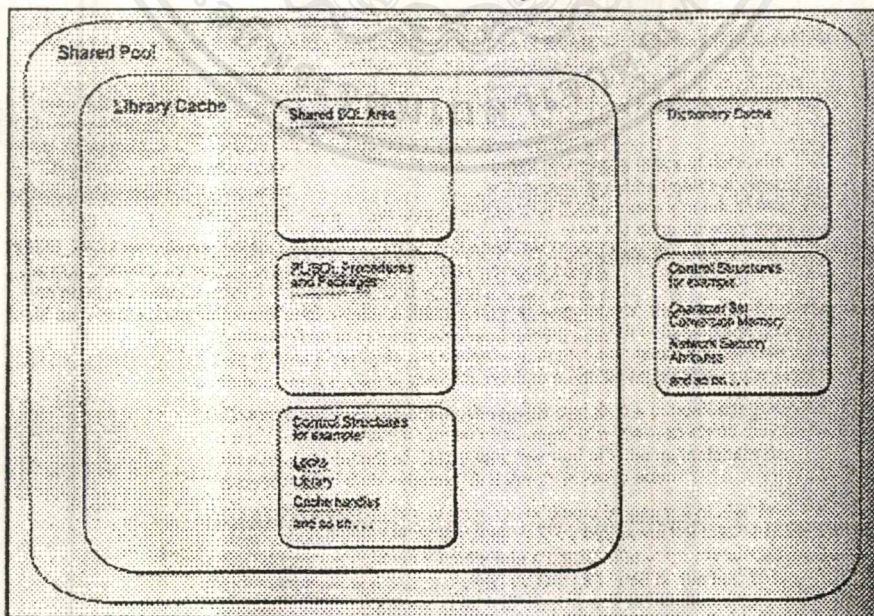 Shared Pool
Library Cache
Shared SQL Area
PL/SQL Procedures
and Packages
Control Structures
for example:
Locks
Library
Cache handles
and so on . . .
Dictionary Cache
Control Structures
for example:
Character Set
Conversion Memory
Network Security
Attributes
and so on . . .